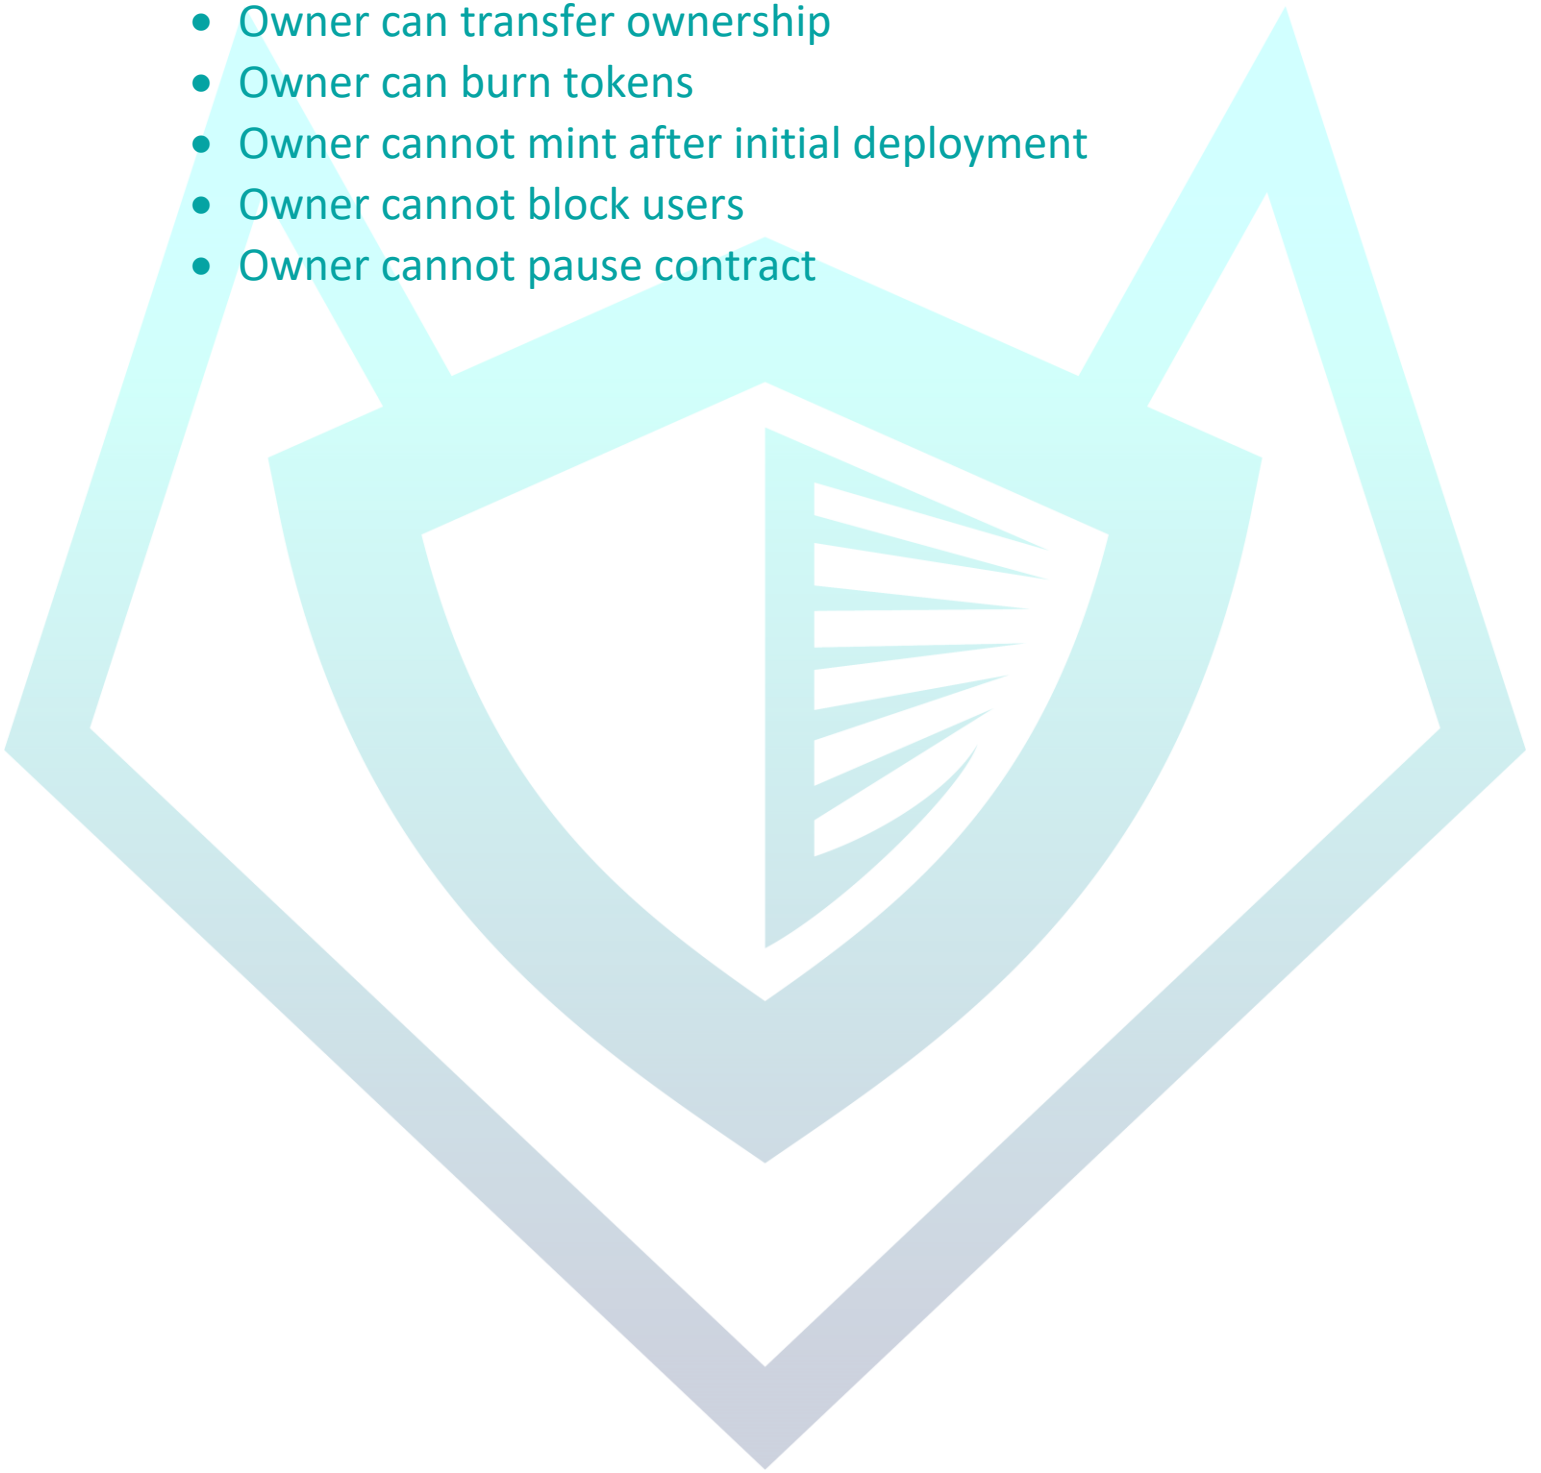 • Owner can transfer ownership
• Owner can burn tokens
• Owner cannot mint after initial deployment
• Owner cannot block users
• Owner cannot pause contract